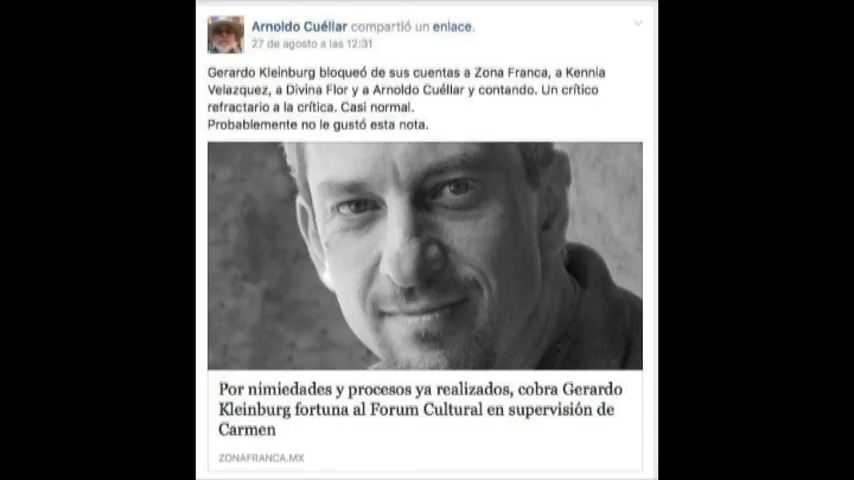 Arnoldo Cuéllar compartió un enlace.
27 de agosto a las 12:31
Gerardo Kleinburg bloqueó de sus cuentas a Zona Franca, a Kennia
Velazquez, a Divina Flor y a Arnoldo Cuéllar y contando. Un crítico
refractario a la crítica. Casi normal.
Probablemente no le gustó esta nota.
Por nimiedades y procesos ya realizados, cobra Gerardo
Kleinburg fortuna al Forum Cultural en supervisión de
Carmen
ZONAFRANCA.MX